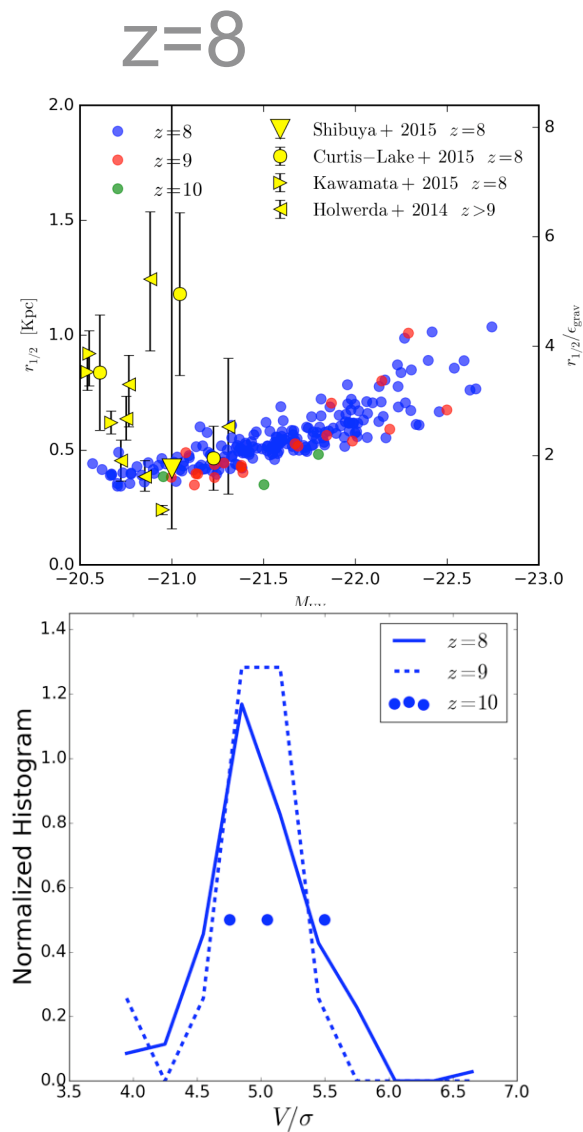 z=8
2.0
1.5
1.0
0.5
0.0
r1/2 [Kpc]
z=8
z=9
z=10
Shibuya+ 2015 z=8
Curtis−Lake+ 2015 z=8
Kawamata+ 2015 z=8
Holwerda+ 2014 z>9
8
6
4
2
r1/2/ϵgrav
−20.5 −21.0 −21.5 −22.0 −22.5 −23.0
1.4
1.2
1.0
0.8
0.6
0.4
0.2
0.0
Normalized Histogram
z=8
z=9
z=10
3.5 4.0 4.5 5.0 5.5 6.0 6.5 7.0
V/σ